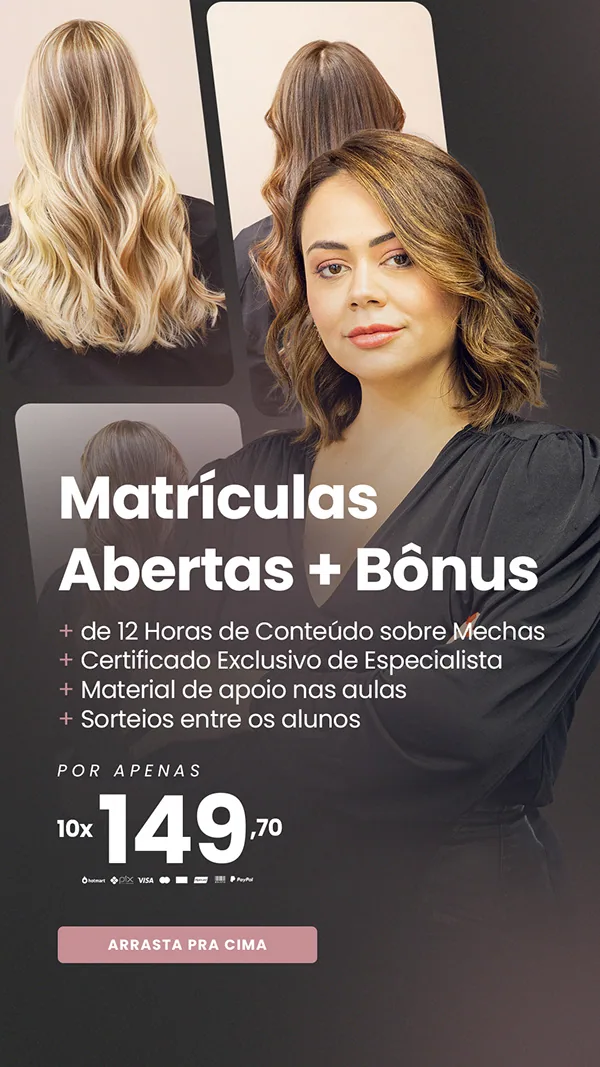 Matrículas
Abertas + Bônus
+ de 12 Horas de Conteúdo sobre Mechas
+ Certificado Exclusivo de Especialista
+ Material de apoio nas aulas
+ Sorteios entre os alunos
POR APENAS
10x 149,70
hotmart pix VISA PayPal
ARRASTA PRA CIMA